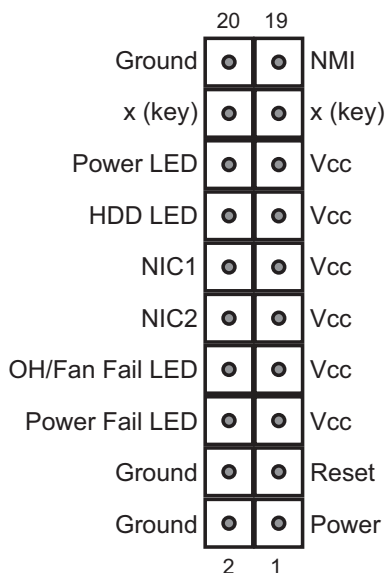 20 19
Ground NMI
x (key) x (key)
Power LED Vcc
HDD LED Vcc
NIC1 Vcc
NIC2 Vcc
OH/Fan Fail LED Vcc
Power Fail LED Vcc
Ground Reset
Ground Power
2 1